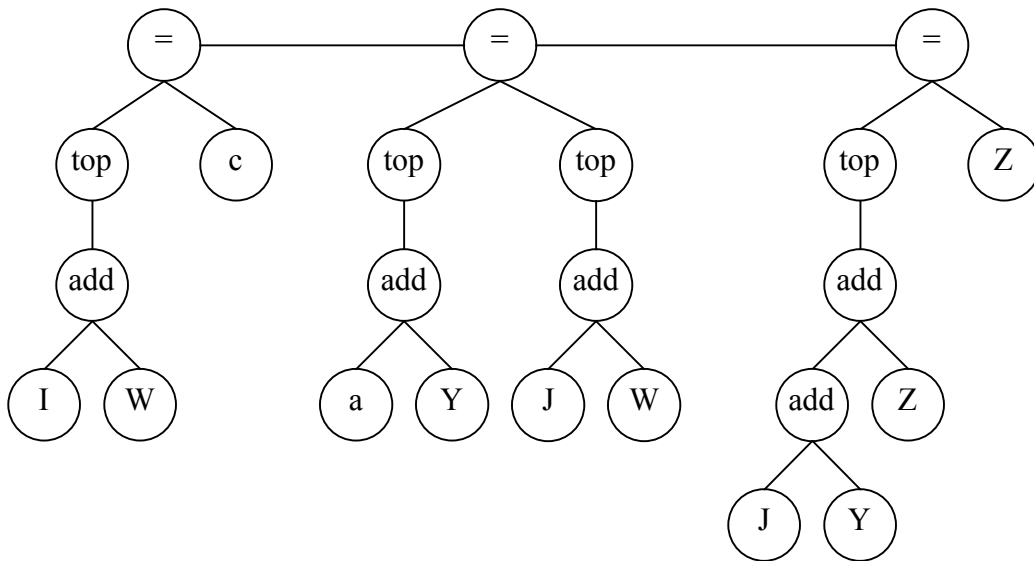 = = =
top c top top top Z
add add add add
I W a Y J W add Z
J Y